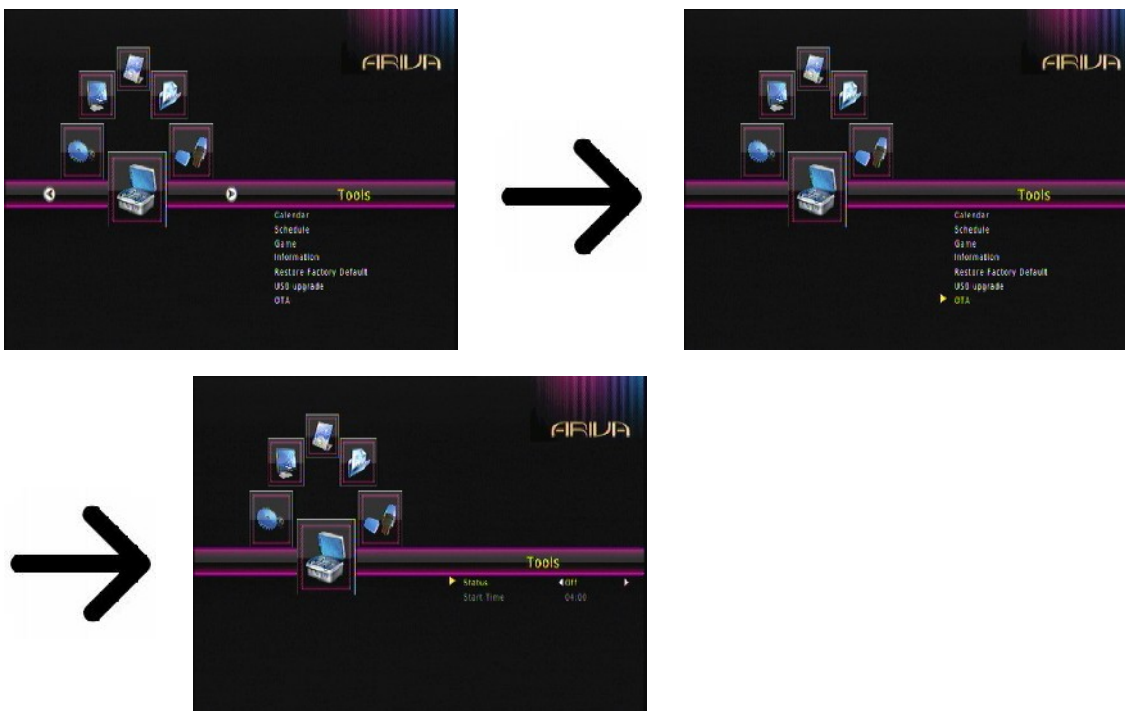 ARIVA
Tools
Calendar
Schedule
Game
Information
Restore Factory Default
USB upgrade
OTA
ARIVA
Tools
Calendar
Schedule
Game
Information
Restore Factory Default
USB upgrade
OTA
ARIVA
Tools
Status Off
Start Time 04:00